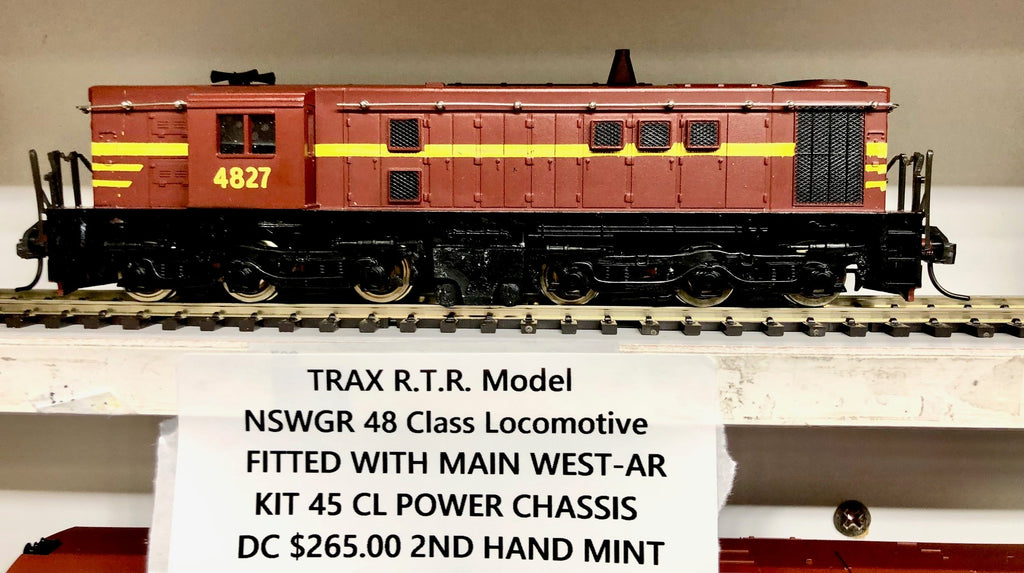 4827
TRAX R.T.R. Model
NSWGR 48 Class Locomotive
FITTED WITH MAIN WEST-AR
KIT 45 CL POWER CHASSIS
DC $265.00 2ND HAND MINT